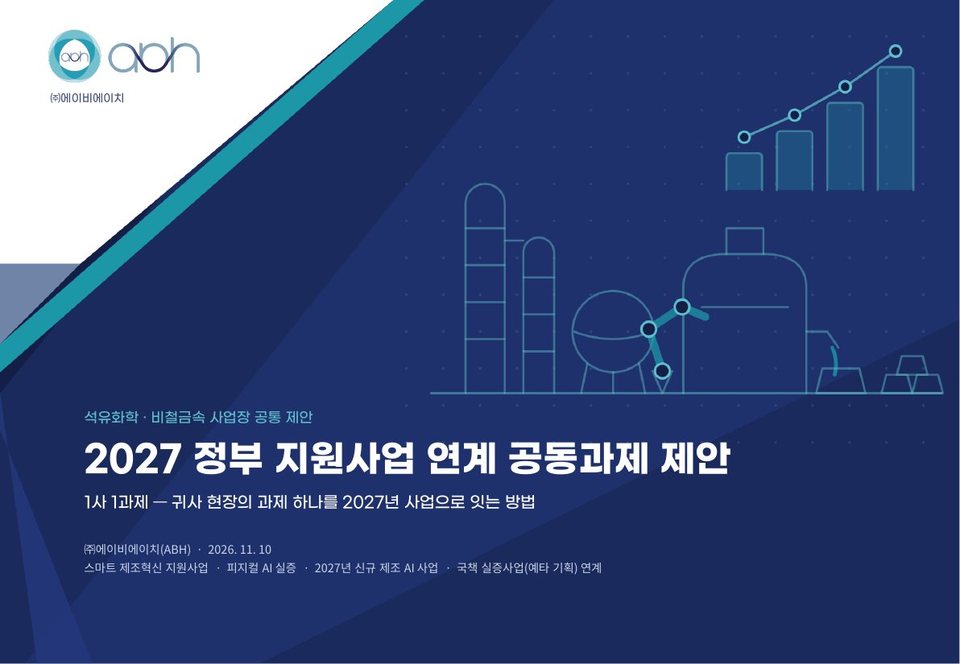 abh
abh
㈜에이비에이치
석유화학 · 비철금속 사업장 공통 제안
2027 정부 지원사업 연계 공동과제 제안
1사 1과제 — 귀사 현장의 과제 하나를 2027년 사업으로 잇는 방법
㈜에이비에이치(ABH) · 2026. 11. 10
스마트 제조혁신 지원사업 · 피지컬 AI 실증 · 2027년 신규 제조 AI 사업 · 국책 실증사업(예타 기획) 연계